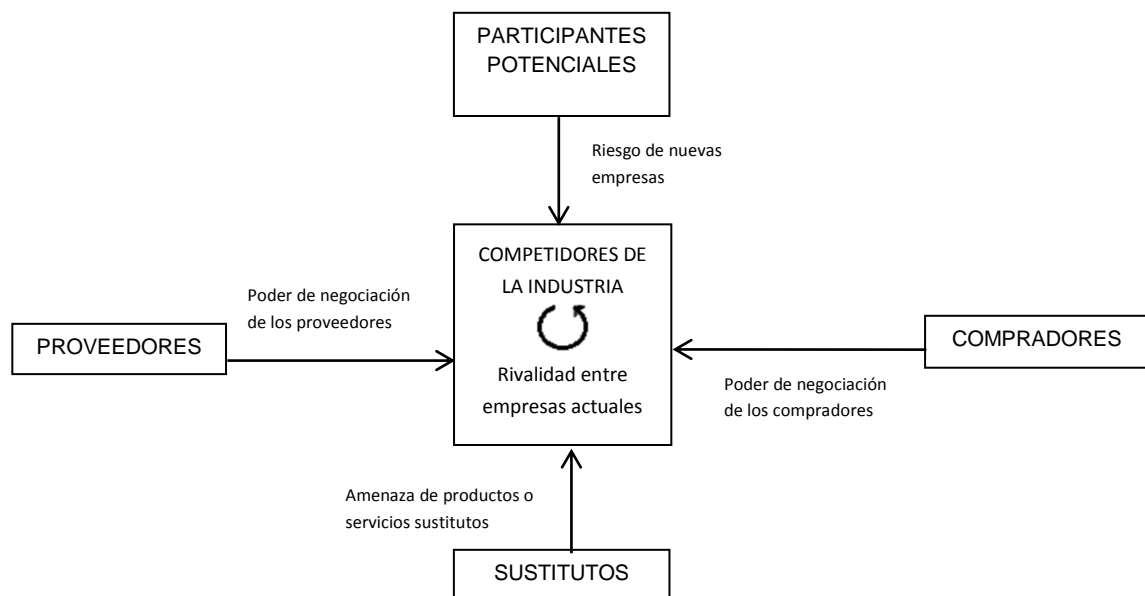 PARTICIPANTES
POTENCIALES
Riesgo de nuevas
empresas
COMPETIDORES DE
LA INDUSTRIA
Rivalidad entre
empresas actuales
Poder de negociación
de los proveedores
PROVEEDORES
COMPRADORES
Poder de negociación
de los compradores
Amenaza de productos o
servicios sustitutos
SUSTITUTOS